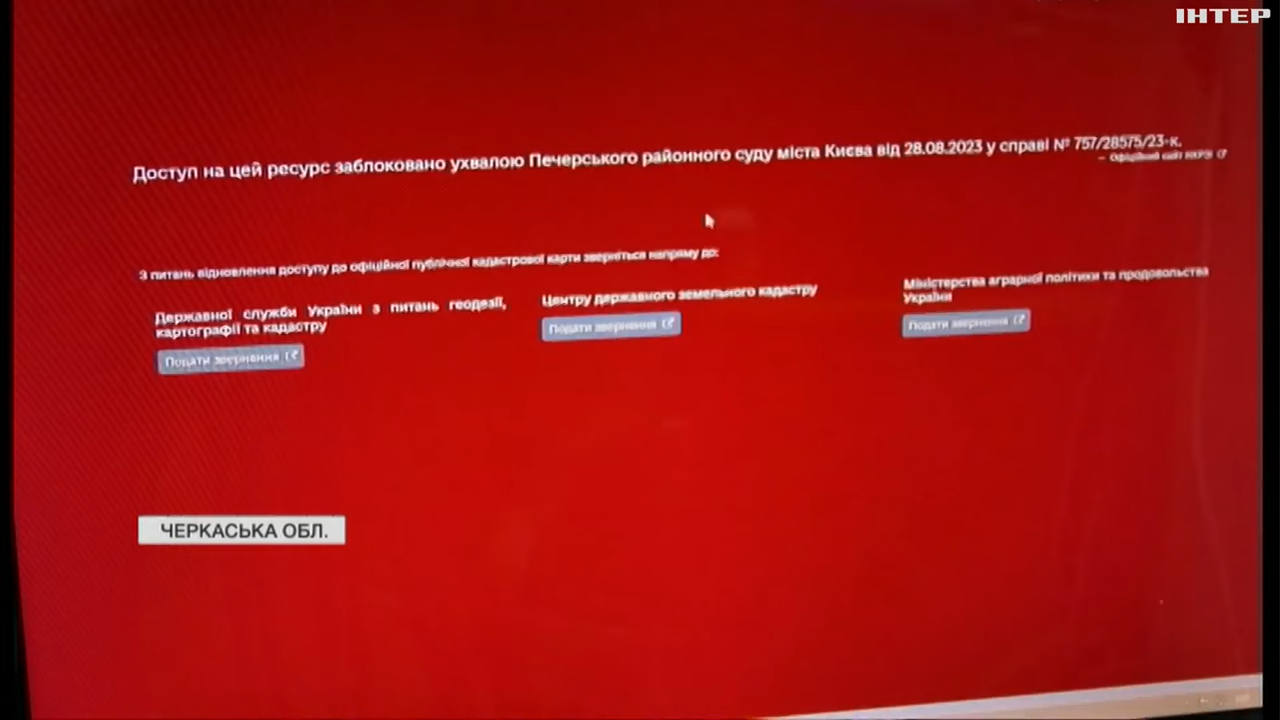 ІНТЕР
Доступ на цей ресурс заблоковано ухвалою Печерського районного суду міста Києва від 28.08.2023 у справі № 757/28575/23-к.
– Офіційний сайт
З питань відновлення доступу до офіційної публічної кадастрової карти зверніться напряму до:
Державної служби України з питань геодезії,
картографії та кадастру
Подати звернення
Центру державного земельного кадастру
Подати звернення
Міністерства аграрної політики та продовольства
України
Подати звернення
ЧЕРКАСЬКА ОБЛ.